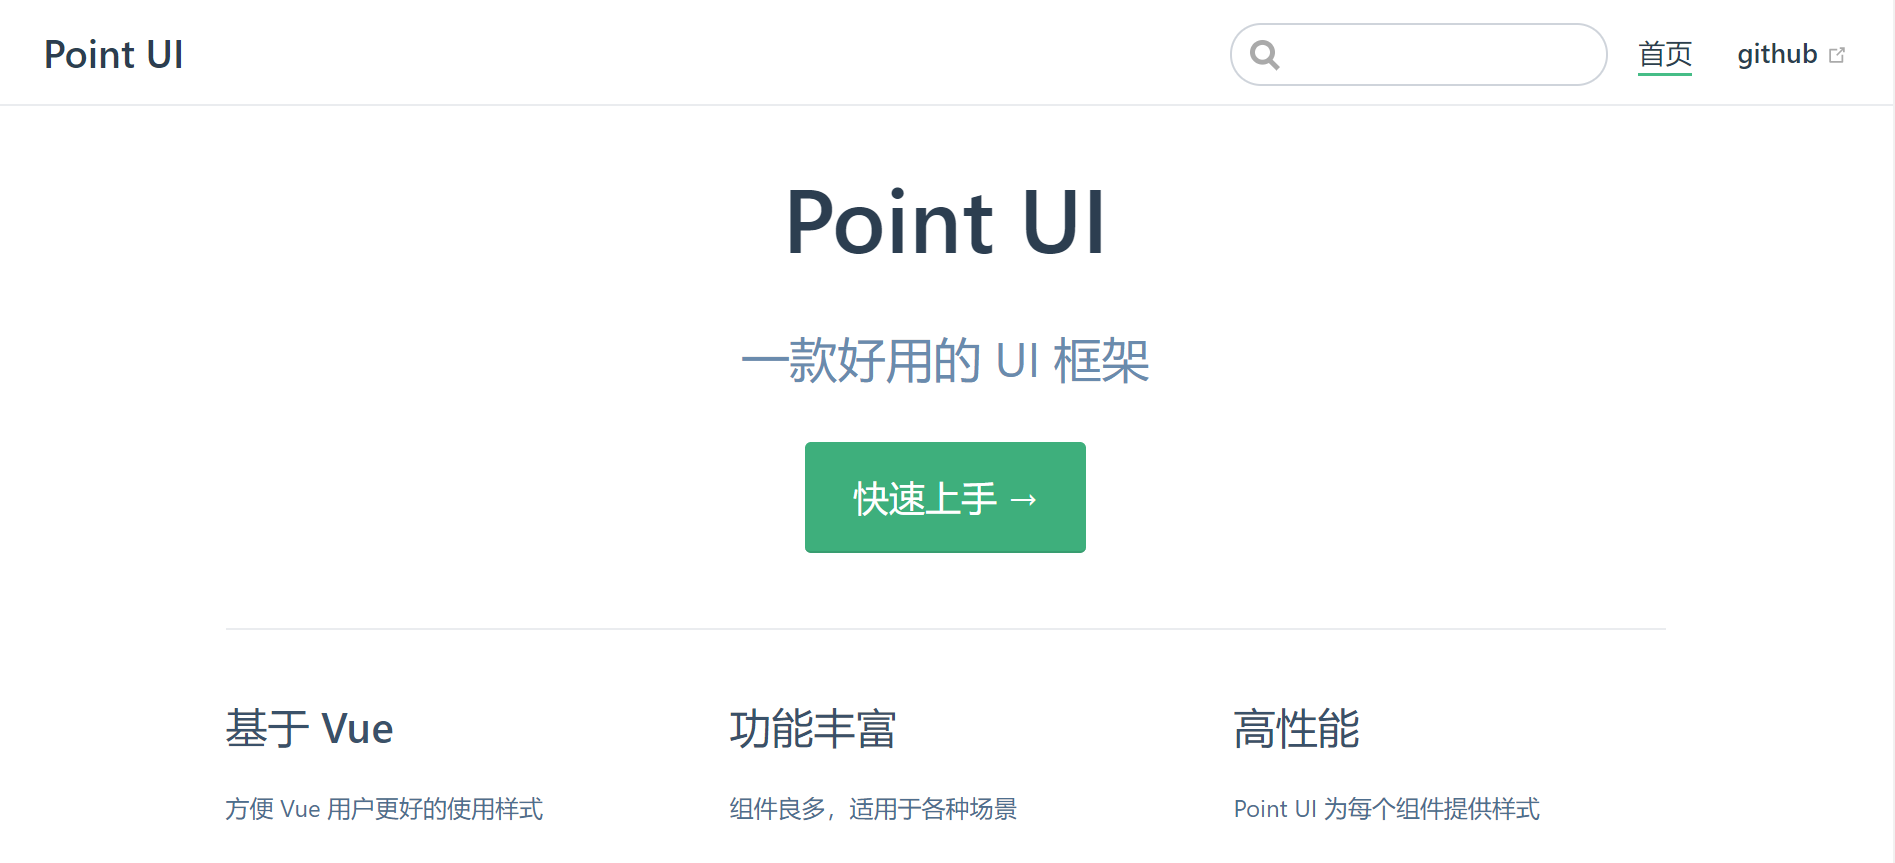 Point UI
首页 github
Point UI
一款好用的 UI 框架
快速上手 →
基于 Vue
方便 Vue 用户更好的使用样式
功能丰富
组件良多，适用于各种场景
高性能
Point UI 为每个组件提供样式